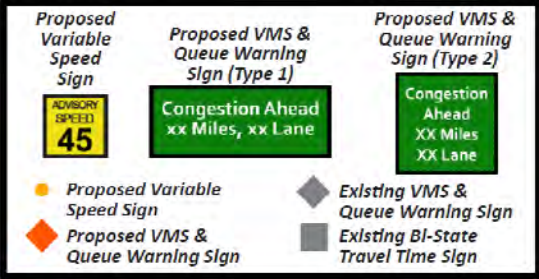 Proposed
Variable
Speed
Sign
ADVISORY
SPEED
45
Proposed VMS &
Queue Warning
Sign (Type 1)
Congestion Ahead
xx Miles, xx Lane
Proposed VMS &
Queue Warning
Sign (Type 2)
Congestion
Ahead
XX Miles
XX Lane
Proposed Variable
Speed Sign
Proposed VMS &
Queue Warning Sign
Existing VMS &
Queue Warning Sign
Existing Bi-State
Travel Time Sign